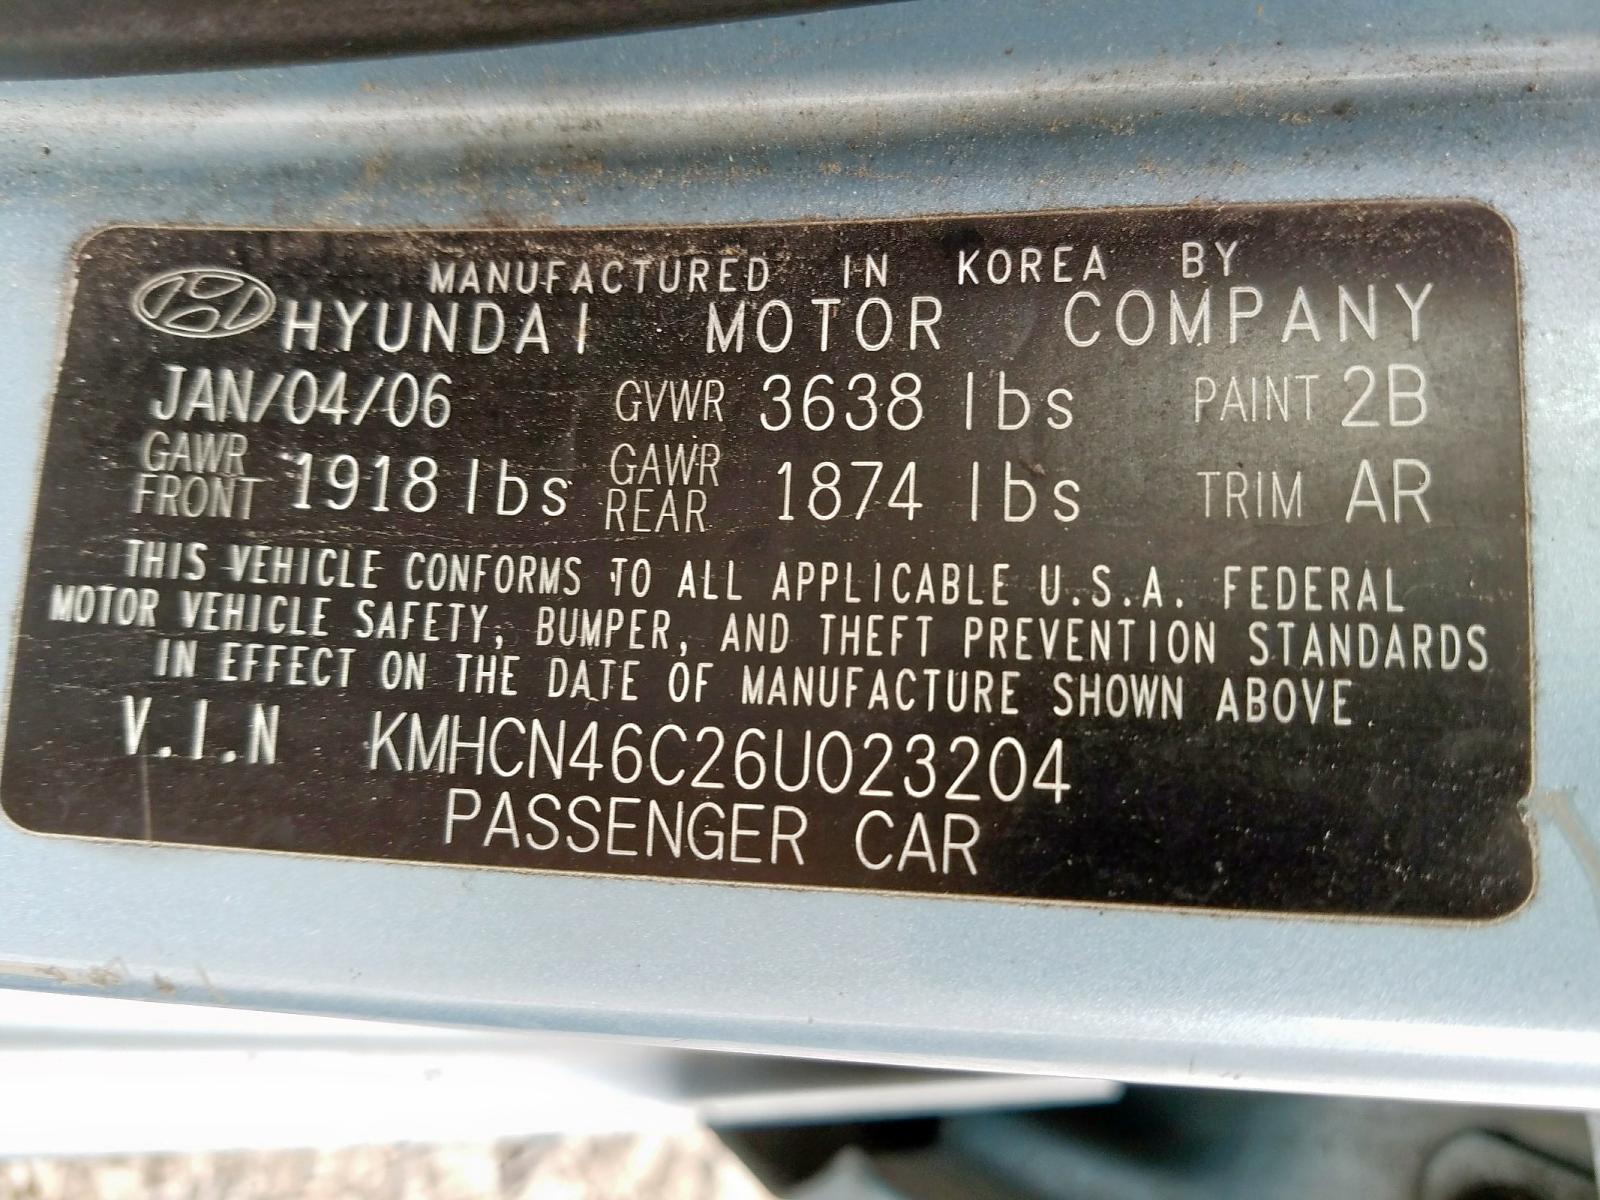 MANUFACTURED IN KOREA BY
HYUNDAI MOTOR COMPANY
JAN/04/06 GVWR 3638 lbs PAINT 2B
GAWR FRONT 1918 lbs GAWR REAR 1874 lbs TRIM AR
THIS VEHICLE CONFORMS TO ALL APPLICABLE U.S.A. FEDERAL
MOTOR VEHICLE SAFETY, BUMPER, AND THEFT PREVENTION STANDARDS
IN EFFECT ON THE DATE OF MANUFACTURE SHOWN ABOVE.
V.I.N KMHCN46C26U023204
PASSENGER CAR